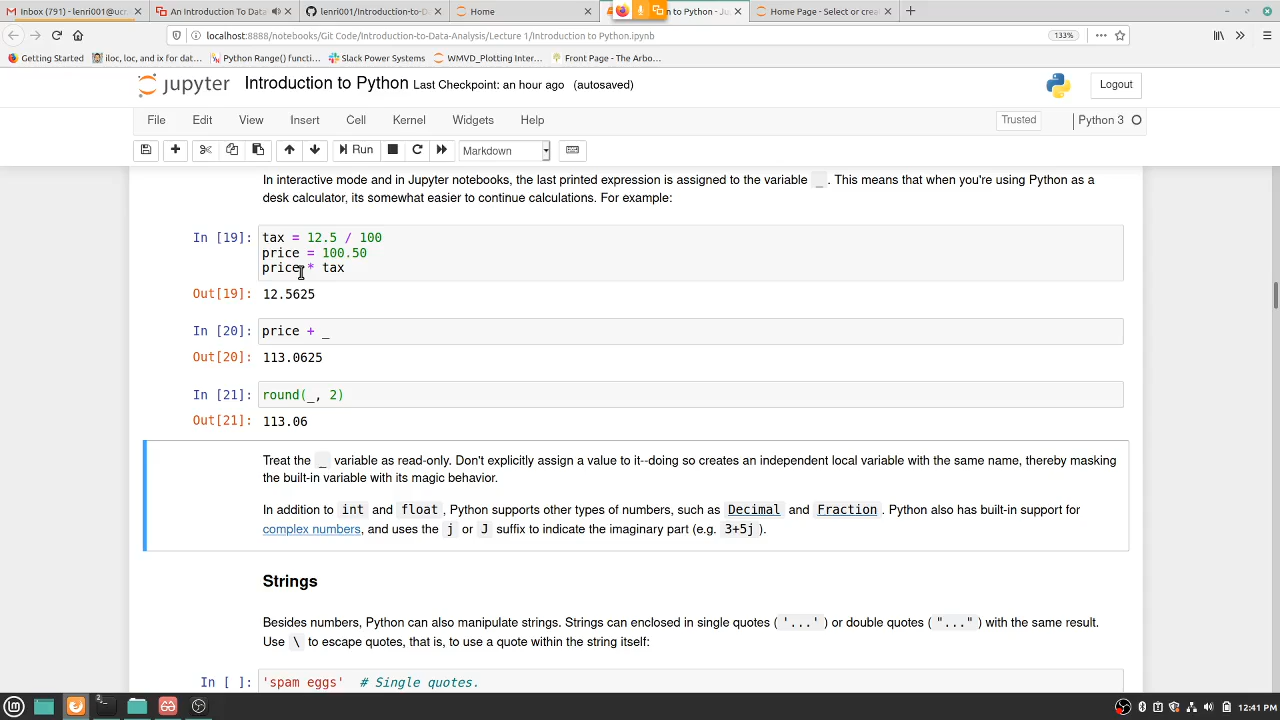 Inbox (791) - lenri001@ucr
An Introduction To Data
lenri001/Introduction-to-D
Home
n to Python - Ju
Home Page - Select or crea
localhost:8888/notebooks/Git Code/Introduction-to-Data-Analysis/Lecture 1/Introduction to Python.ipynb
133%
Getting Started
iloc, loc, and ix for dat...
Python Range() functi...
Slack Power Systems
WMVD_Plotting Inter...
Front Page - The Arbo...
jupyter Introduction to Python Last Checkpoint: an hour ago (autosaved)
Logout
File Edit View Insert Cell Kernel Widgets Help
Trusted
Python 3
Run
Markdown
In interactive mode and in Jupyter notebooks, the last printed expression is assigned to the variable _ . This means that when you're using Python as a
desk calculator, its somewhat easier to continue calculations. For example:
In [19]: tax = 12.5 / 100
price = 100.50
price * tax
Out[19]: 12.5625
In [20]: price + _
Out[20]: 113.0625
In [21]: round(_, 2)
Out[21]: 113.06
Treat the _ variable as read-only. Don't explicitly assign a value to it--doing so creates an independent local variable with the same name, thereby masking
the built-in variable with its magic behavior.
In addition to int and float , Python supports other types of numbers, such as Decimal and Fraction . Python also has built-in support for
complex numbers, and uses the j or J suffix to indicate the imaginary part (e.g. 3+5j ).
Strings
Besides numbers, Python can also manipulate strings. Strings can enclosed in single quotes ( '...' ) or double quotes ( "..." ) with the same result.
Use \ to escape quotes, that is, to use a quote within the string itself:
In [ ]: 'spam eggs' # Single quotes.
12:41 PM